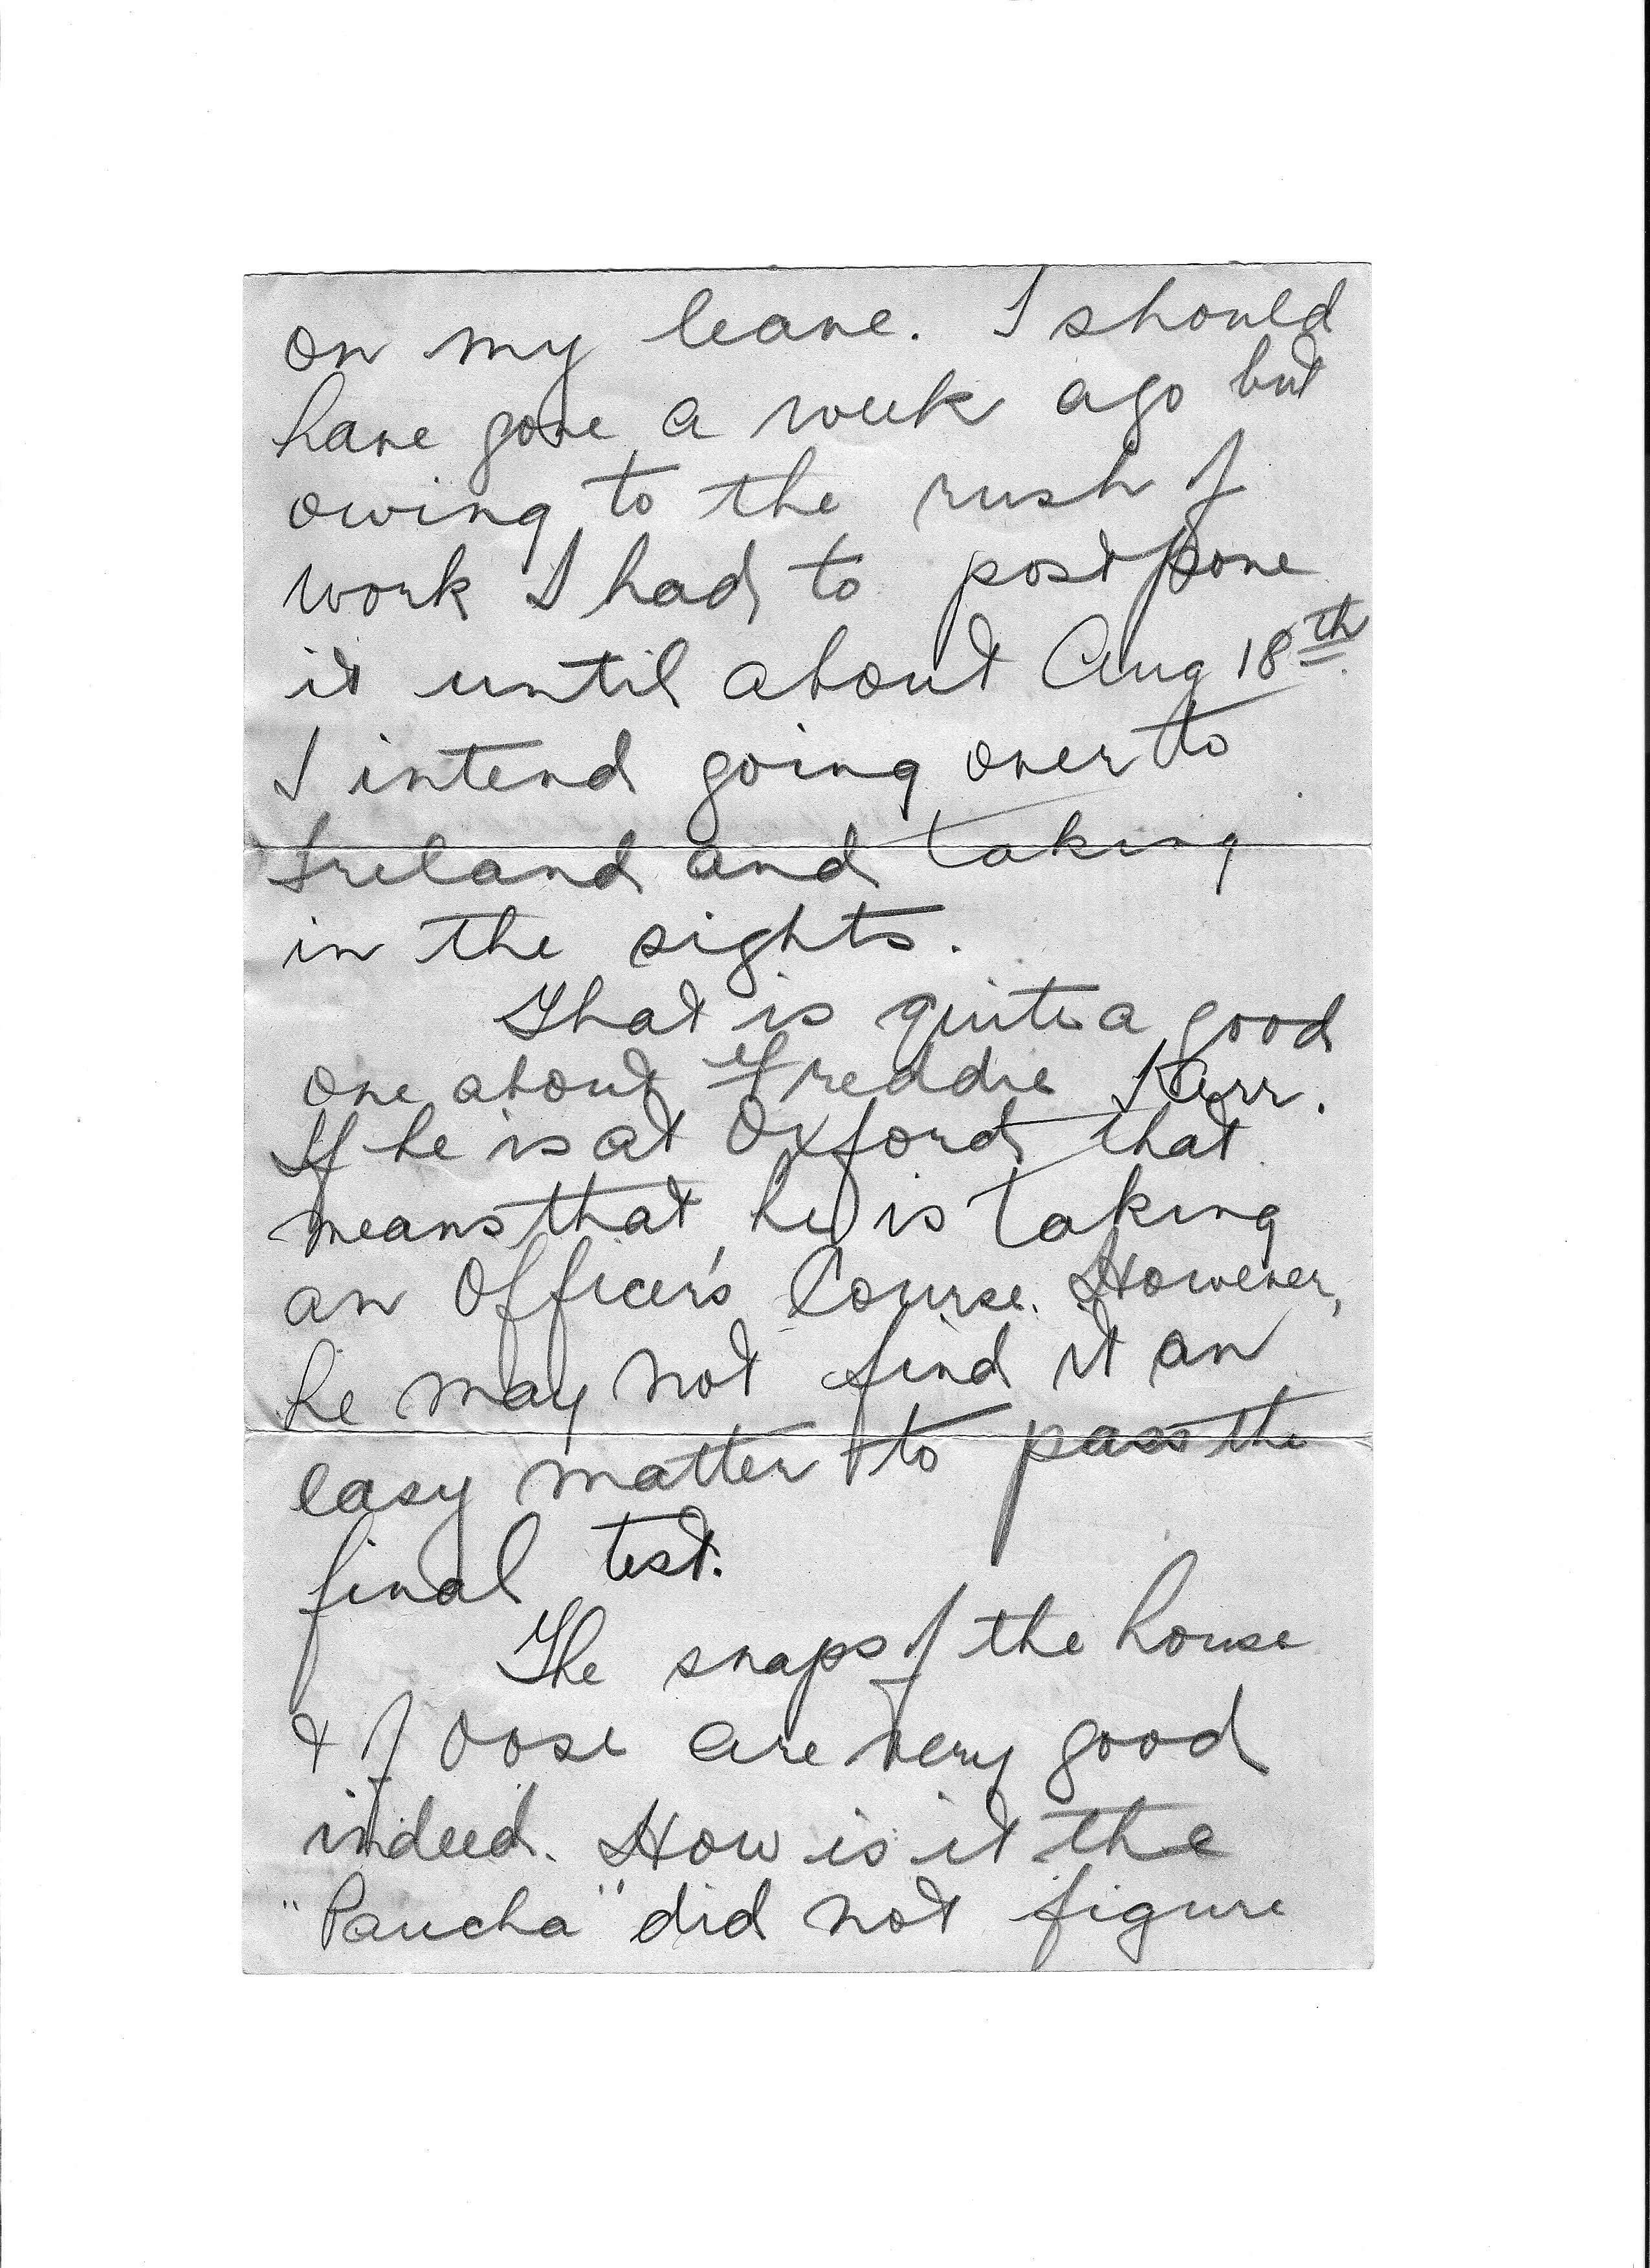 on my leave. I should
have gone a week ago but
owing to the rush of
work I had to postpone
it until about Aug 18th.
I intend going over to
Ireland and taking
in the sights.
That is quite a good
one about Freddie Kerr.
If he is at Oxford that
means that he is taking
an Officer's Course. However,
he may not find it an
easy matter to pass the
final test.
The snaps of the house
& of Oose are very good
indeed. How is it the
"Paucha" did not figure